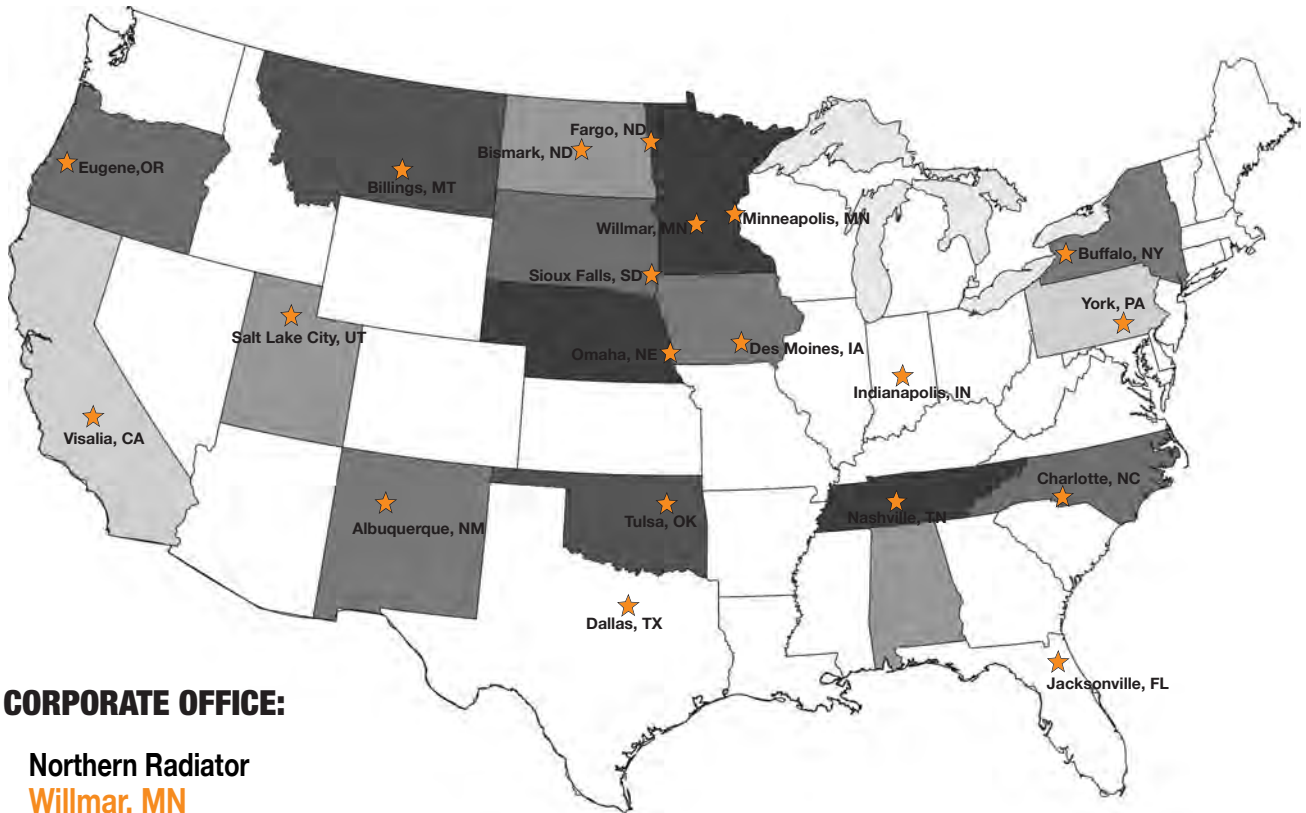 Fargo, ND
Bismark, ND
Eugene,OR
Billings, MT
Willmar, MN
Minneapolis, MN
Buffalo, NY
Sioux Falls, SD
York, PA
Salt Lake City, UT
Omaha, NE
Des Moines, IA
Indianapolis, IN
Visalia, CA
Charlotte, NC
Albuquerque, NM
Tulsa, OK
Nashville, TN
Dallas, TX
Jacksonville, FL
CORPORATE OFFICE:
Northern Radiator
Willmar, MN